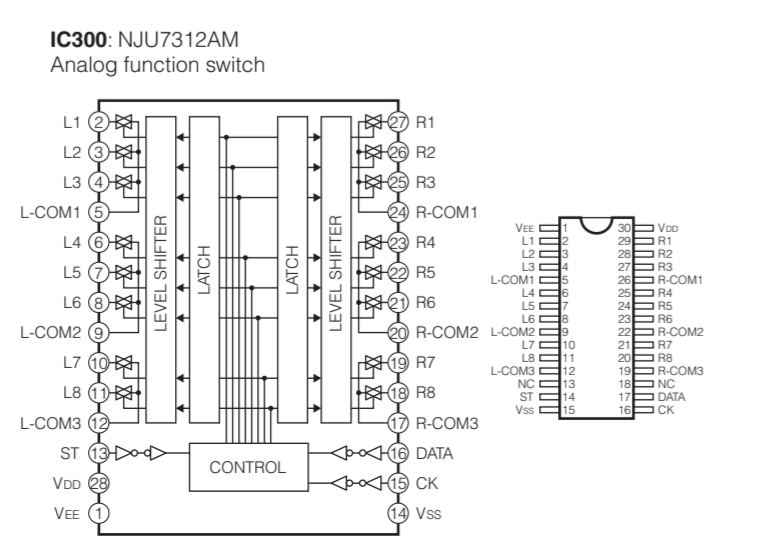 IC300: NJU7312AM
Analog function switch
L1 2 27 R1
L2 3 26 R2
L3 4 25 R3
L-COM1 5 24 R-COM1
L4 6 23 R4
L5 7 22 R5
L6 8 21 R6
L-COM2 9 20 R-COM2
L7 10 19 R7
L8 11 18 R8
L-COM3 12 17 R-COM3
ST 13 16 DATA
VDD 28 15 CK
VEE 1 14 VSS
LEVEL SHIFTER
LATCH
LATCH
LEVEL SHIFTER
CONTROL
VEE 1 30 VDD
L1 2 29 R1
L2 3 28 R2
L3 4 27 R3
L-COM1 5 26 R-COM1
L4 6 25 R4
L5 7 24 R5
L6 8 23 R6
L-COM2 9 22 R-COM2
L7 10 21 R7
L8 11 20 R8
L-COM3 12 19 R-COM3
NC 13 18 NC
ST 14 17 DATA
VSS 15 16 CK